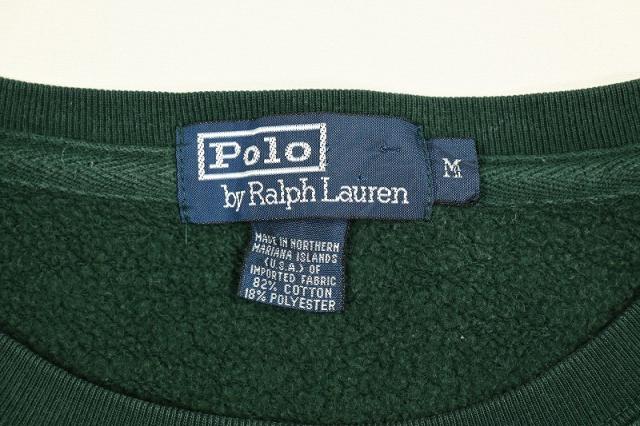 Polo
by Ralph Lauren
M
MADE IN NORTHERN
MARIANA ISLANDS
(U.S.A.) OF
IMPORTED FABRIC
82% COTTON
18% POLYESTER